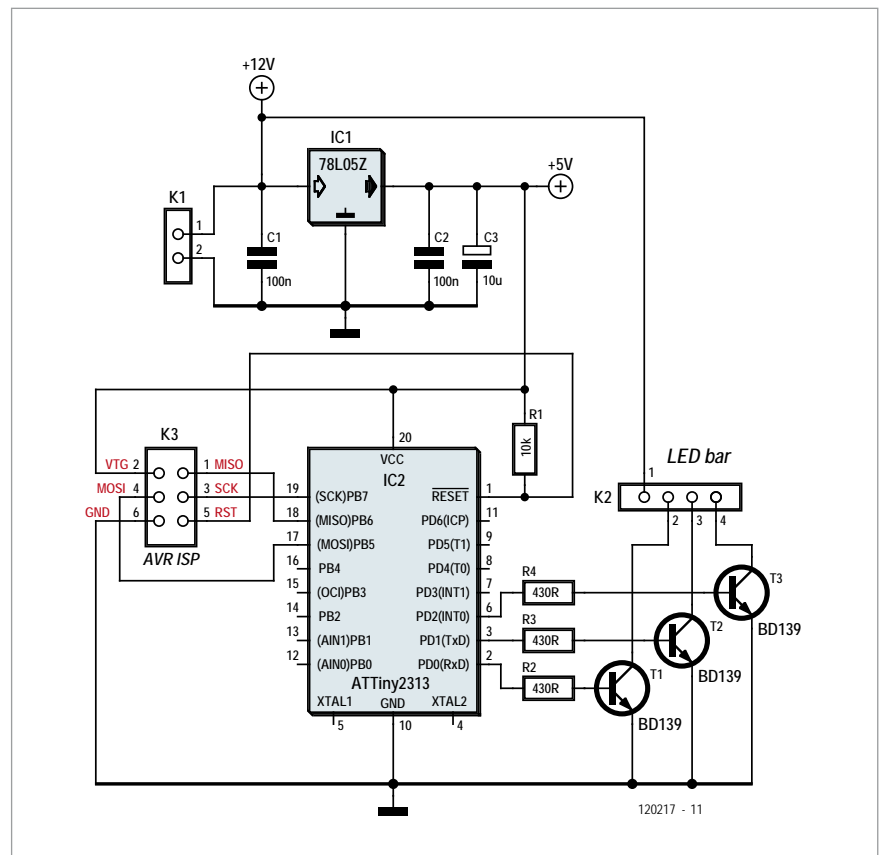 +12V
IC1
78L05Z
+5V
K1
1
2
C1
100n
C2
100n
C3
10u
R1
10k
K3
VTG 2
1 MISO
MOSI 4
3 SCK
GND 6
5 RST
AVR ISP
20
VCC
IC2
19 (SCK)PB7
RESET 1
18 (MISO)PB6
PD6(ICP) 11
17 (MOSI)PB5
PD5(T1) 9
16 PB4
PD4(T0) 8
15 (OCI)PB3
PD3(INT1) 7
14 PB2
PD2(INT0) 6
13 (AIN1)PB1
PD1(TxD) 3
12 (AIN0)PB0
PD0(RxD) 2
ATTiny2313
XTAL1
GND
XTAL2
5
10
4
R4
430R
R3
430R
R2
430R
LED bar
K2
1
2
3
4
T3
BD139
T2
BD139
T1
BD139
120217 - 11